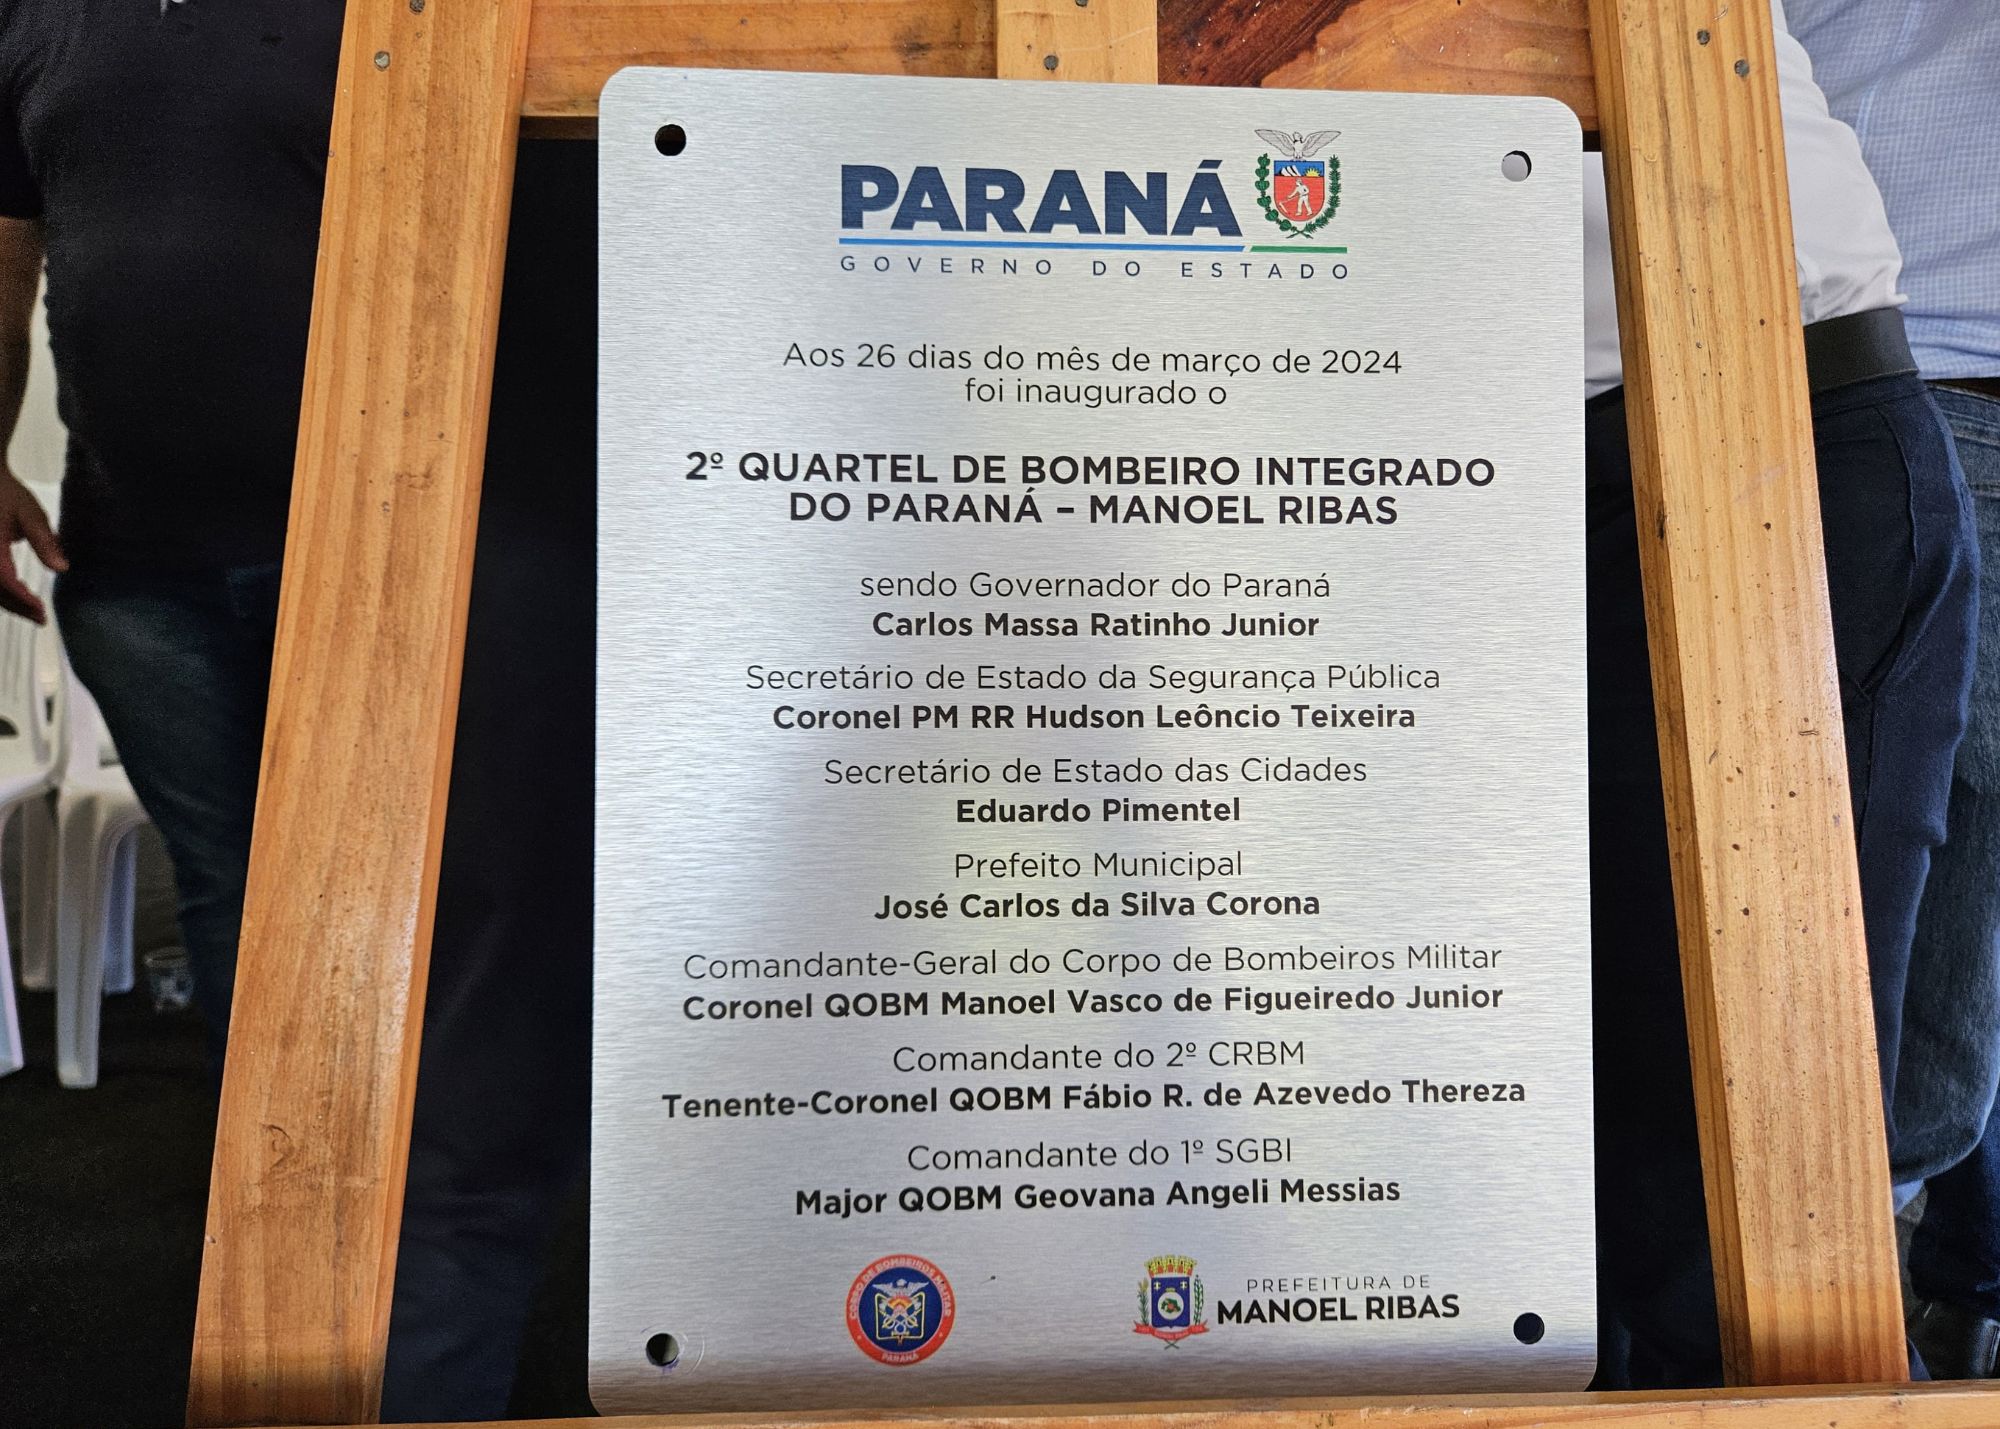 PARANÁ
GOVERNO DO ESTADO
Aos 26 dias do mês de março de 2024
foi inaugurado o
2º QUARTEL DE BOMBEIRO INTEGRADO
DO PARANÁ – MANOEL RIBAS
sendo Governador do Paraná
Carlos Massa Ratinho Junior
Secretário de Estado da Segurança Pública
Coronel PM RR Hudson Leôncio Teixeira
Secretário de Estado das Cidades
Eduardo Pimentel
Prefeito Municipal
José Carlos da Silva Corona
Comandante-Geral do Corpo de Bombeiros Militar
Coronel QOBM Manoel Vasco de Figueiredo Junior
Comandante do 2º CRBM
Tenente-Coronel QOBM Fábio R. de Azevedo Thereza
Comandante do 1º SGBI
Major QOBM Geovana Angeli Messias
CORPO DE BOMBEIROS MILITAR
PARANÁ
PREFEITURA DE
MANOEL RIBAS